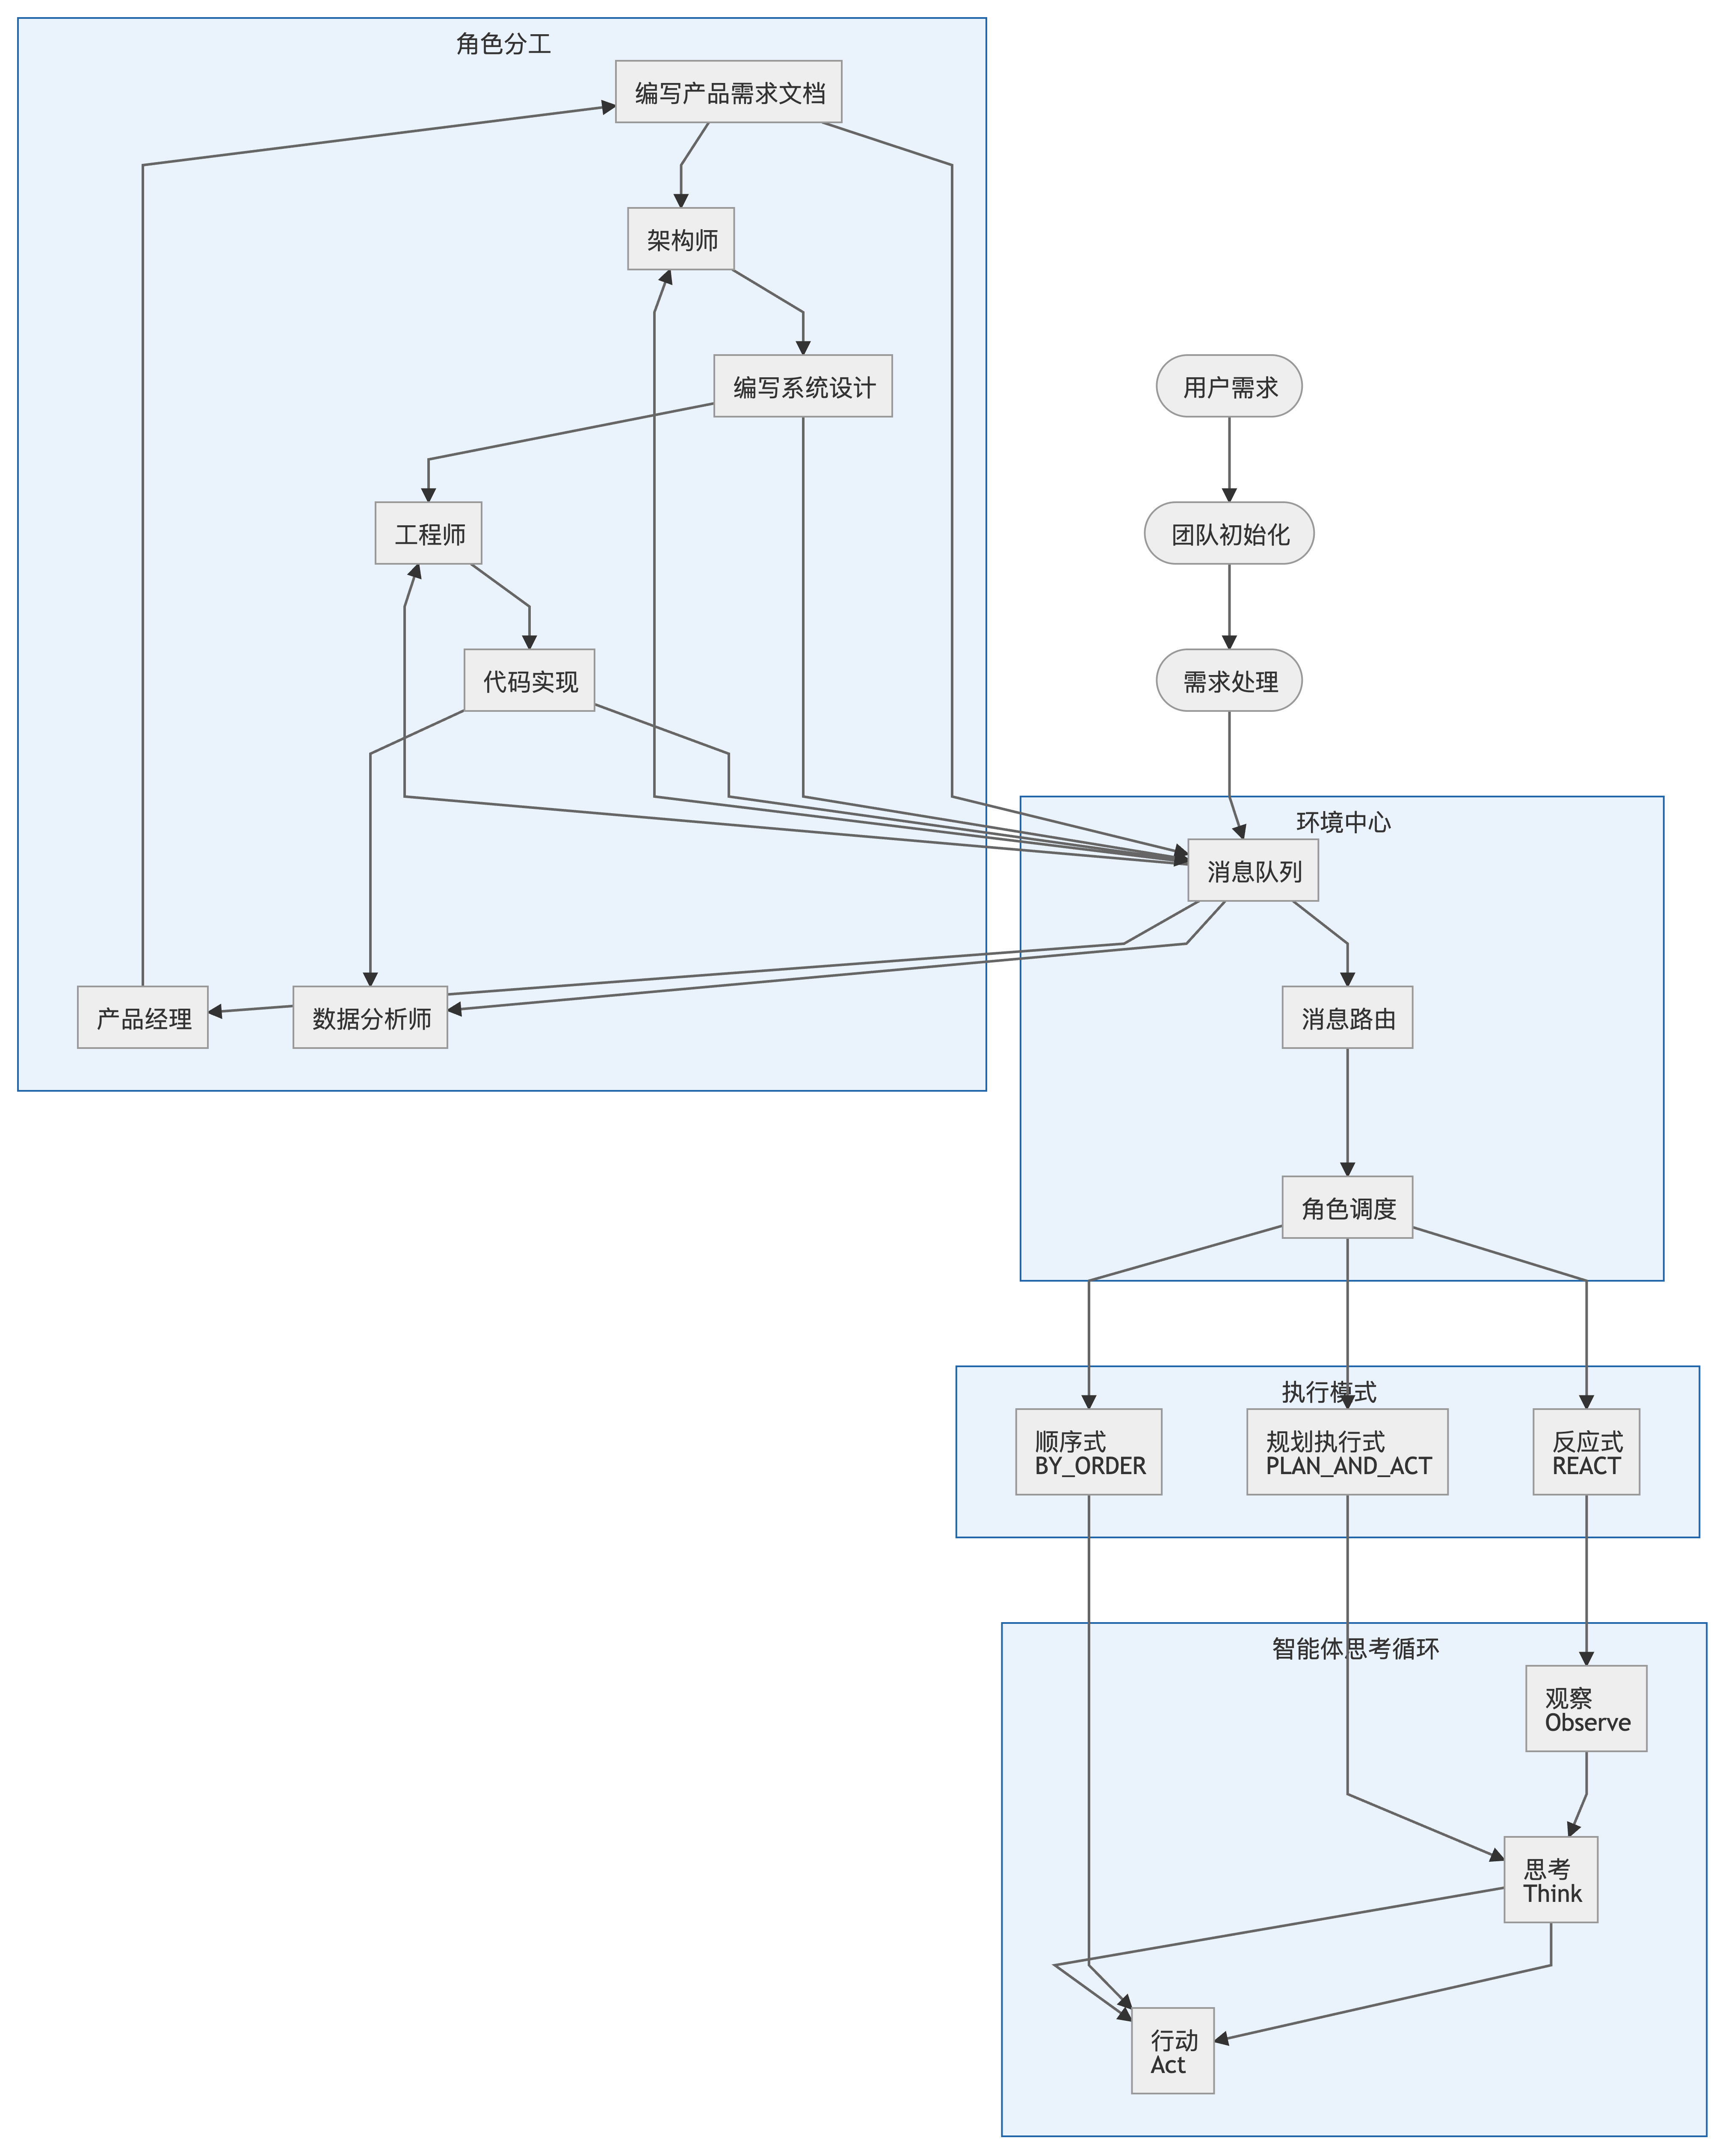 角色分工
编写产品需求文档
架构师
编写系统设计
用户需求
工程师
团队初始化
代码实现
需求处理
环境中心
消息队列
产品经理
数据分析师
消息路由
角色调度
执行模式
顺序式
BY_ORDER
规划执行式
PLAN_AND_ACT
反应式
REACT
智能体思考循环
观察
Observe
思考
Think
行动
Act